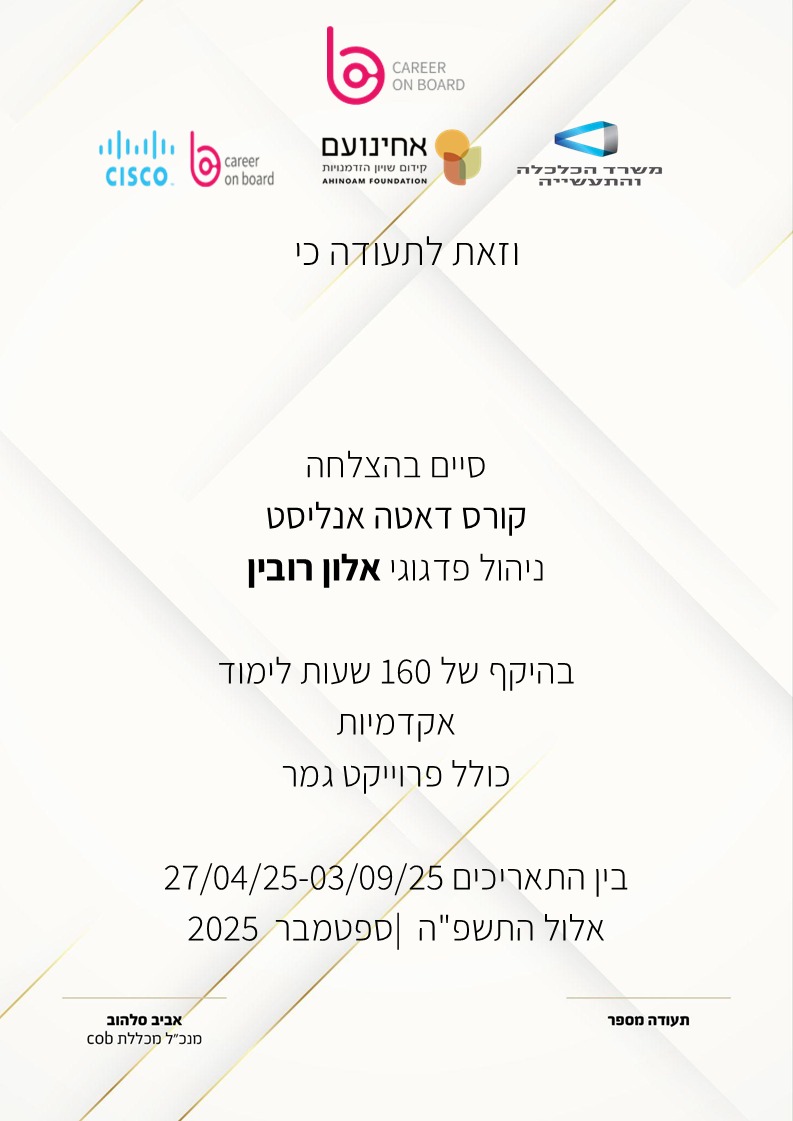 CAREER
ON BOARD
CISCO
career
on board
אחינועם
קידום שוויון הזדמנויות
AHINOAM FOUNDATION
משרד הכלכלה
והתעשייה
וזאת לתעודה כי
סיים בהצלחה
קורס דאטה אנליסט
ניהול פדגוגי אלון רובין
בהיקף של 160 שעות לימוד
אקדמיות
כולל פרוייקט גמר
בין התאריכים 27/04/25-03/09/25
אלול התשפ"ה |ספטמבר 2025
תעודה מספר
אביב סלהוב
מנכ״ל מכללת cob